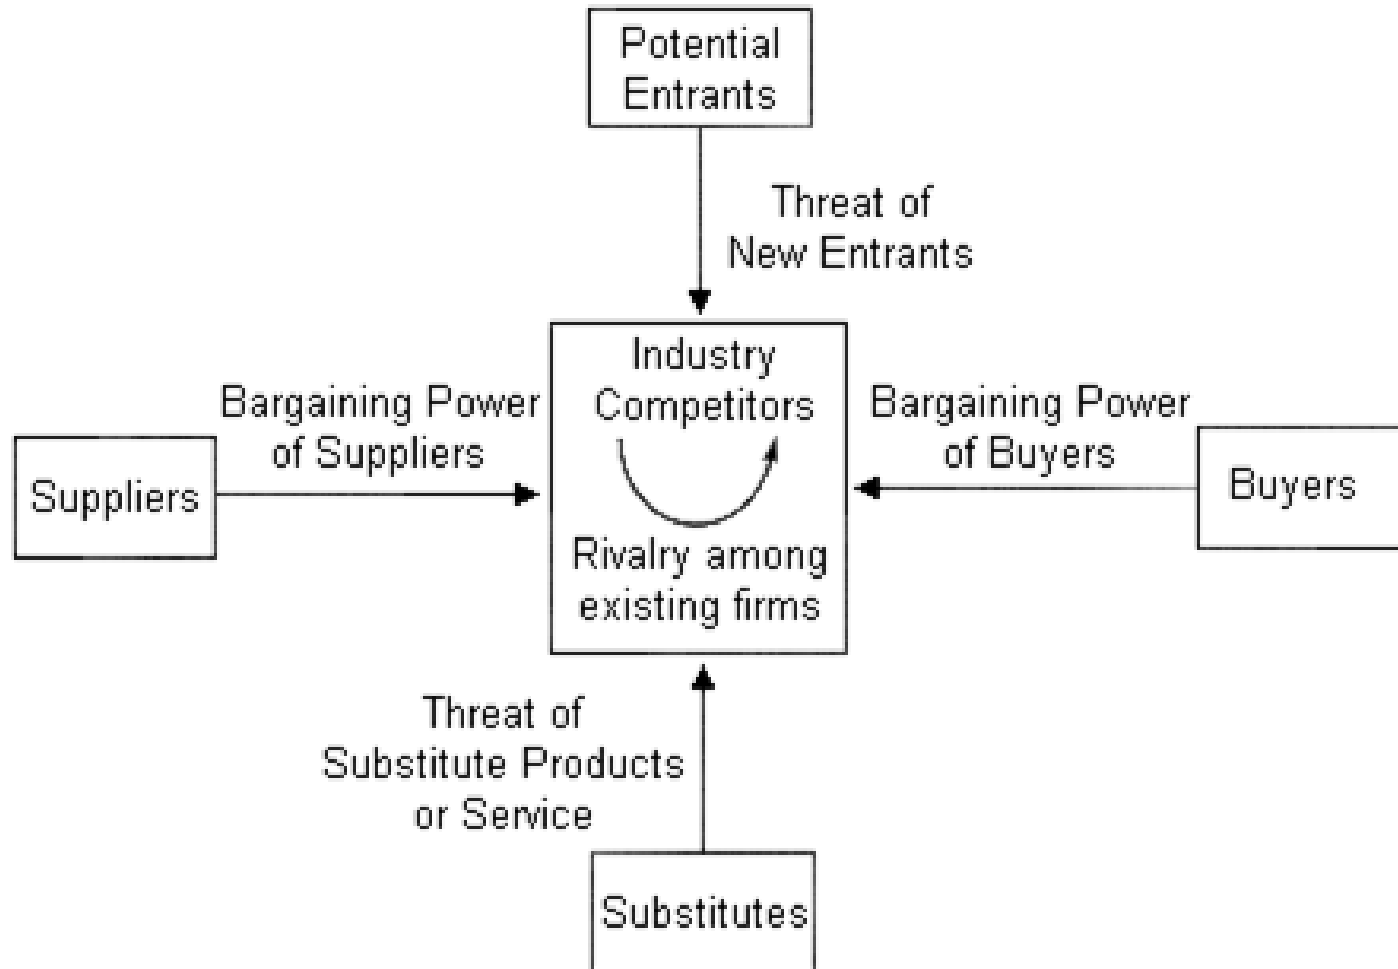 Potential
Entrants
Threat of
New Entrants
Industry
Competitors
Bargaining Power
of Suppliers
Bargaining Power
of Buyers
Suppliers
Buyers
Rivalry among
existing firms
Threat of
Substitute Products
or Service
Substitutes